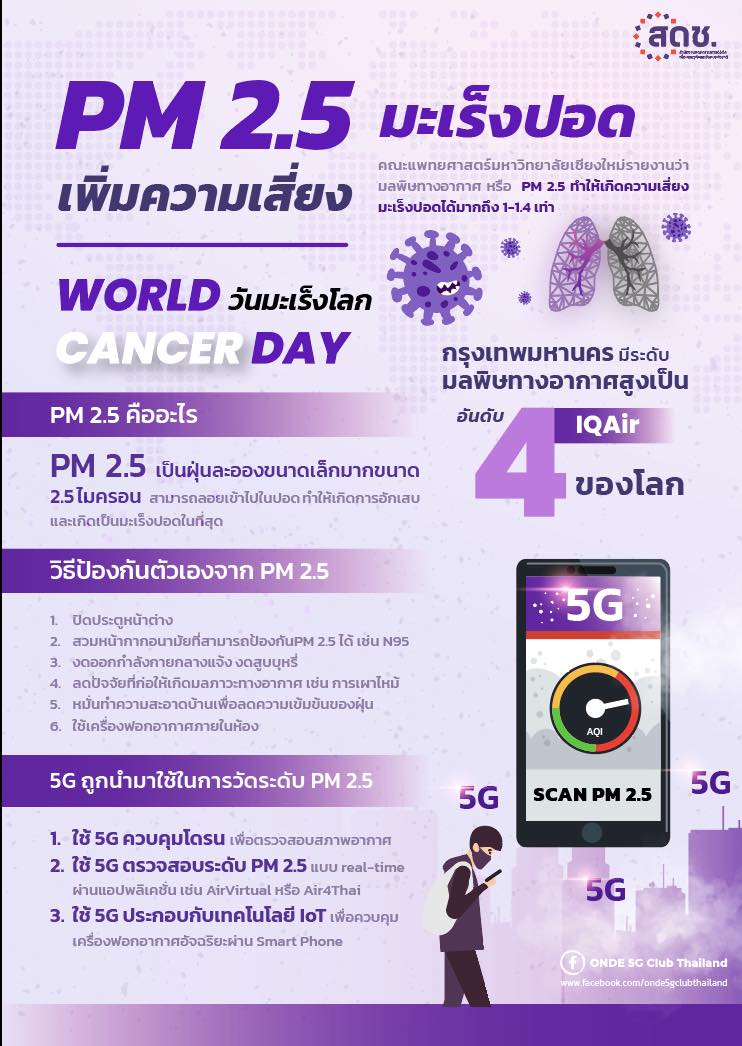 สดช.
PM 2.5
เพิ่มความเสี่ยง
มะเร็งปอด
คณะแพทยศาสตร์มหาวิทยาลัยเชียงใหม่รายงานว่า
มลพิษทางอากาศ หรือ PM 2.5 ทำให้เกิดความเสี่ยง
มะเร็งปอดได้มากถึง 1-1.4 เท่า
WORLD วันมะเร็งโลก
CANCER DAY
กรุงเทพมหานคร มีระดับ
มลพิษทางอากาศสูงเป็น
อันดับ
4
IQAir
ของโลก
PM 2.5 คืออะไร
PM 2.5 เป็นฝุ่นละอองขนาดเล็กมากขนาด
2.5 ไมครอน สามารถลอยเข้าไปในปอด ทำให้เกิดการอักเสบ
และเกิดเป็นมะเร็งปอดในที่สุด
วิธีป้องกันตัวเองจาก PM 2.5
1. ปิดประตูหน้าต่าง
2. สวมหน้ากากอนามัยที่สามารถป้องกันPM 2.5 ได้ เช่น N95
3. งดออกกำลังกายกลางแจ้ง งดสูบบุหรี่
4. ลดปัจจัยที่ก่อให้เกิดมลภาวะทางอากาศ เช่น การเผาไหม้
5. หมั่นทำความสะอาดบ้านเพื่อลดความเข้มข้นของฝุ่น
6. ใช้เครื่องฟอกอากาศภายในห้อง
5G
AQI
SCAN PM 2.5
5G ถูกนำมาใช้ในการวัดระดับ PM 2.5
1. ใช้ 5G ควบคุมโดรน เพื่อตรวจสอบสภาพอากาศ
2. ใช้ 5G ตรวจสอบระดับ PM 2.5 แบบ real-time
ผ่านแอปพลิเคชั่น เช่น AirVirtual หรือ Air4Thai
3. ใช้ 5G ประกอบกับเทคโนโลยี IoT เพื่อควบคุม
เครื่องฟอกอากาศอัจฉริยะผ่าน Smart Phone
5G
5G
5G
ONDE 5G Club Thailand
www.facebook.com/onde5gclubthailand